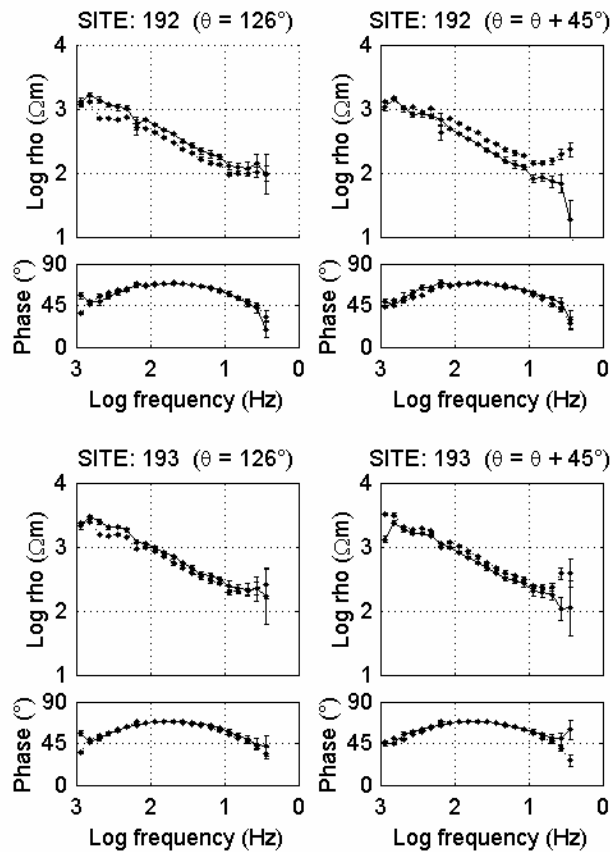 SITE: 192 (θ = 126°)
SITE: 192 (θ = θ + 45°)
4
3
2
1
Log rho (Ωm)
4
3
2
1
Log rho (Ωm)
90
45
0
Phase (°)
90
45
0
Phase (°)
3 2 1 0
3 2 1 0
Log frequency (Hz)
Log frequency (Hz)
SITE: 193 (θ = 126°)
SITE: 193 (θ = θ + 45°)
4
3
2
1
Log rho (Ωm)
4
3
2
1
Log rho (Ωm)
90
45
0
Phase (°)
90
45
0
Phase (°)
3 2 1 0
3 2 1 0
Log frequency (Hz)
Log frequency (Hz)